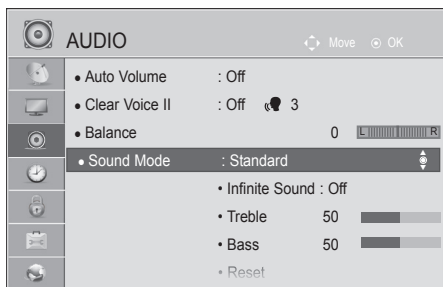 AUDIO Move OK
• Auto Volume : Off
• Clear Voice II : Off 3
• Balance 0 L R
• Sound Mode : Standard
• Infinite Sound : Off
• Treble 50
• Bass 50
• Reset